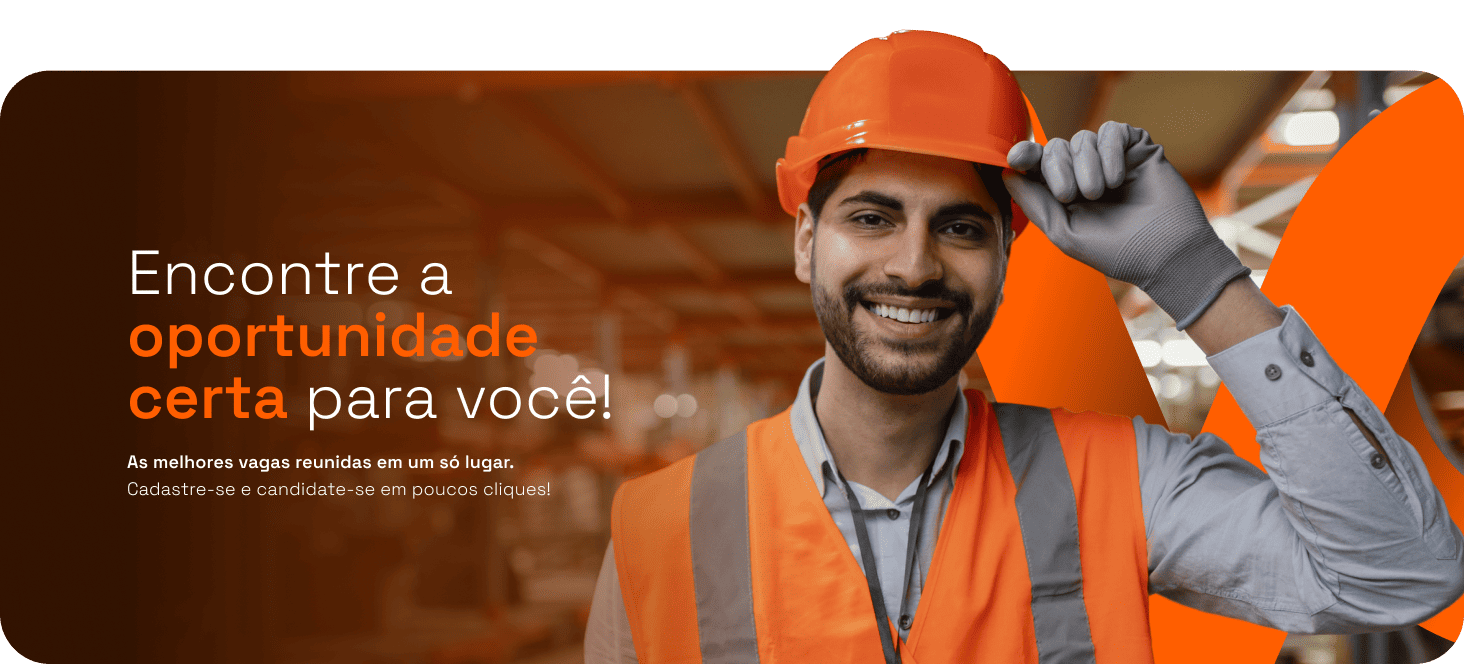 Encontre a
oportunidade
certa para você!
As melhores vagas reunidas em um só lugar.
Cadastre-se e candidate-se em poucos cliques!